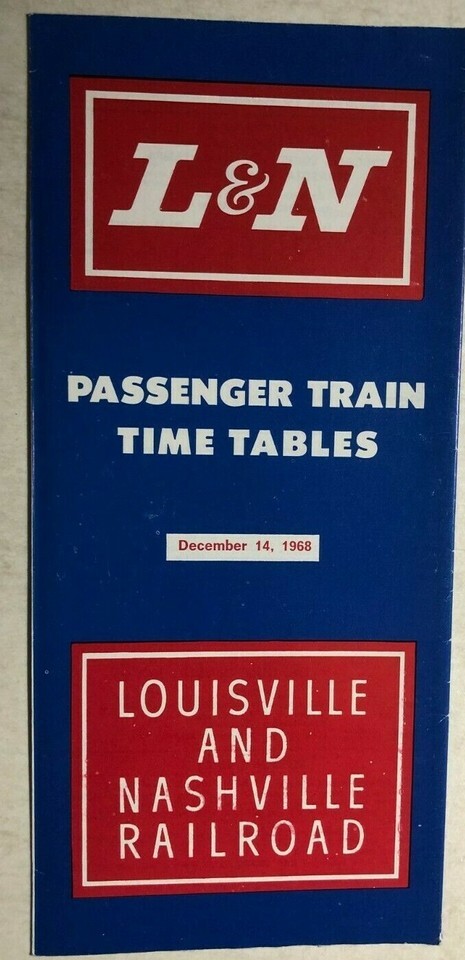 L&N
PASSENGER TRAIN
TIME TABLES
December 14, 1968
LOUISVILLE
AND
NASHVILLE
RAILROAD